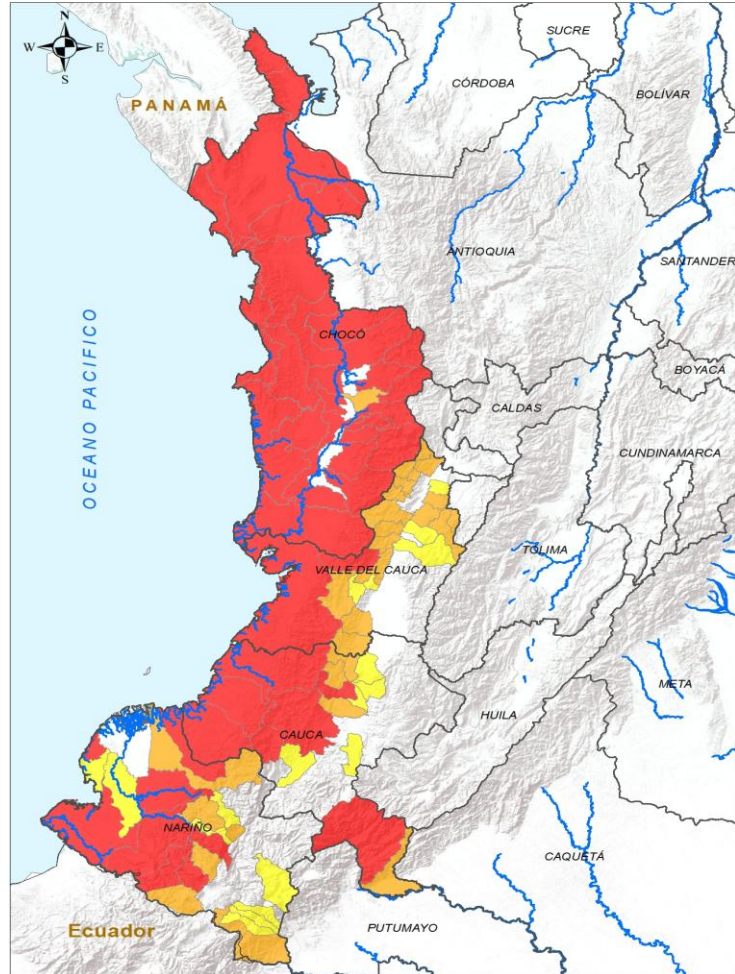 N
W E
S
SUCRE
CÓRDOBA
BOLÍVAR
PANAMÁ
ANTIOQUIA
SANTANDER
OCEANO PACIFICO
CHOCÓ
BOYACÁ
CALDAS
CUNDINAMARCA
TOLIMA
VALLE DEL CAUCA
META
HUILA
CAUCA
NARIÑO
CAQUETÁ
PUTUMAYO
Ecuador